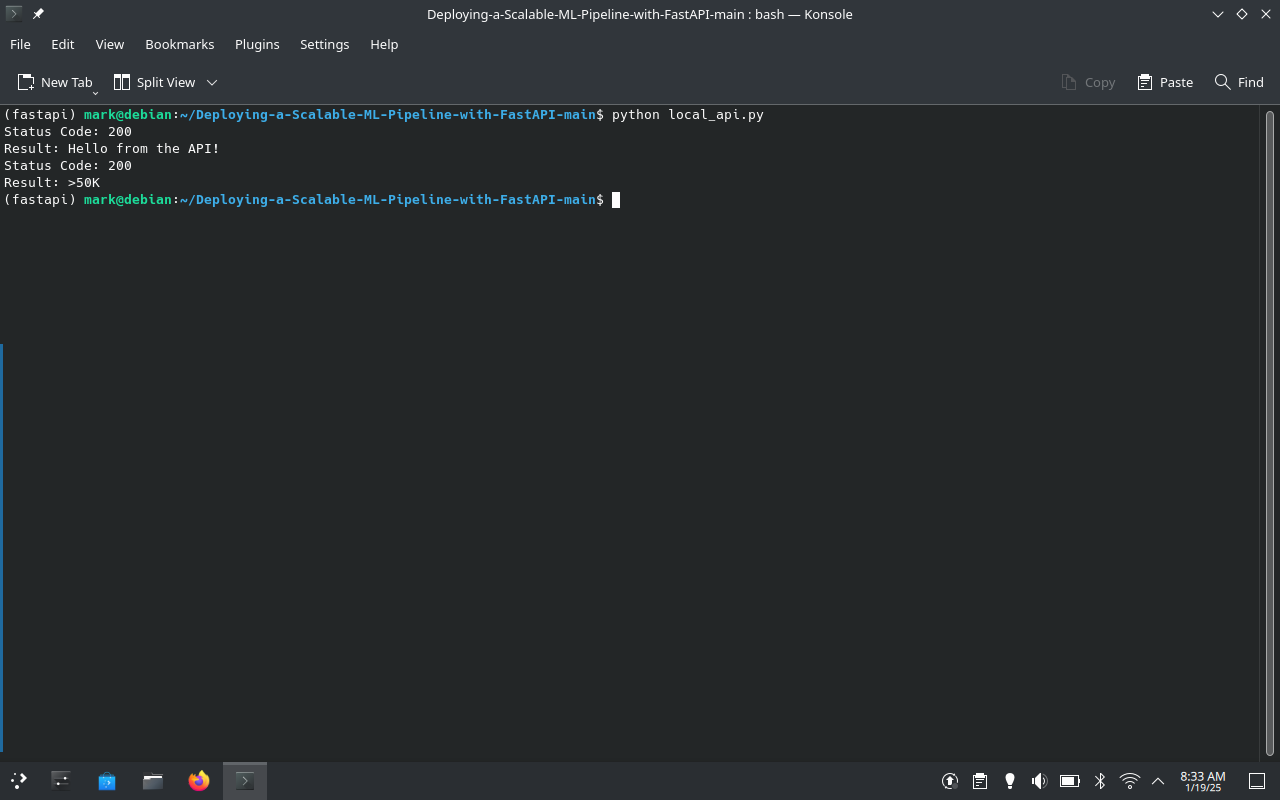 Deploying-a-Scalable-ML-Pipeline-with-FastAPI-main : bash — Konsole
File Edit View Bookmarks Plugins Settings Help
New Tab Split View Copy Paste Find
(fastapi) mark@debian:~/Deploying-a-Scalable-ML-Pipeline-with-FastAPI-main$ python local_api.py
Status Code: 200
Result: Hello from the API!
Status Code: 200
Result: >50K
(fastapi) mark@debian:~/Deploying-a-Scalable-ML-Pipeline-with-FastAPI-main$
8:33 AM
1/19/25